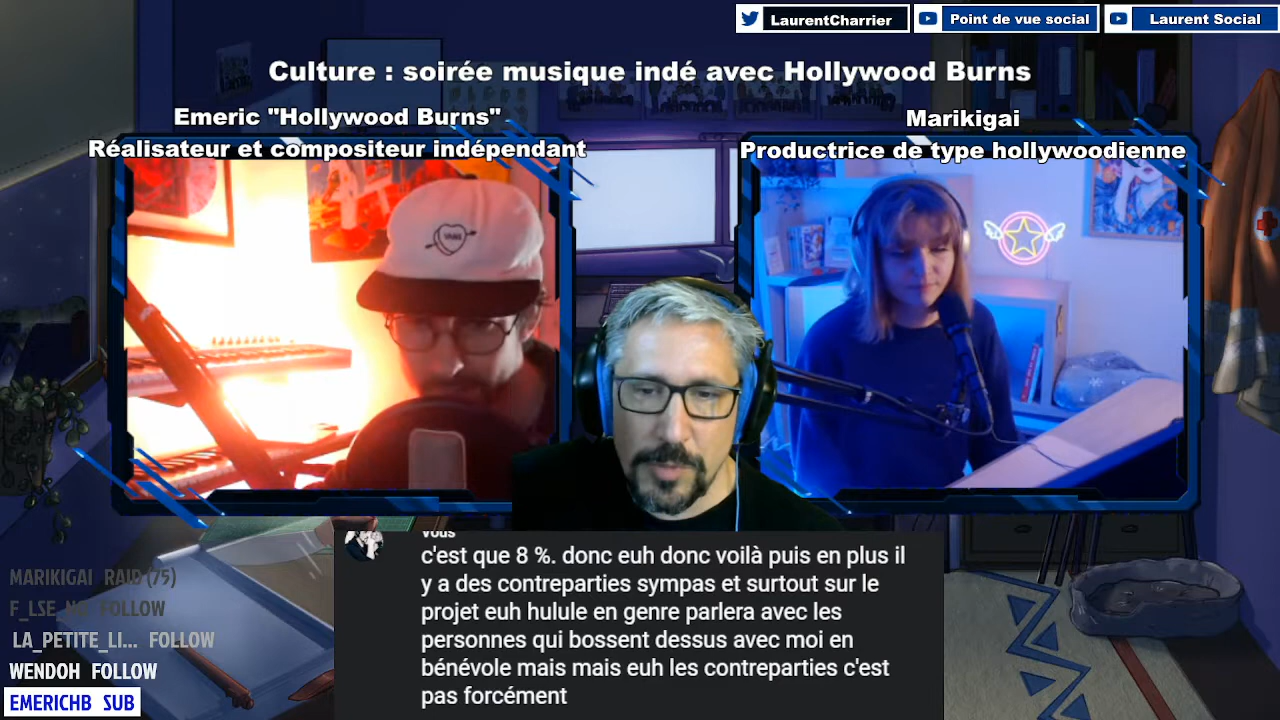 LaurentCharrier
Point de vue social
Laurent Social
Culture : soirée musique indé avec Hollywood Burns
Emeric "Hollywood Burns"
Réalisateur et compositeur indépendant
Marikigai
Productrice de type hollywoodienne
Vous
c'est que 8 %. donc euh donc voilà puis en plus il
y a des contreparties sympas et surtout sur le
projet euh hulule en genre parlera avec les
personnes qui bossent dessus avec moi en
bénévole mais mais euh les contreparties c'est
pas forcément
MARIKIGAI RAID (75)
FOLLOW
LA_PETITE_LI... FOLLOW
WENDOH FOLLOW
EMERICHB SUB